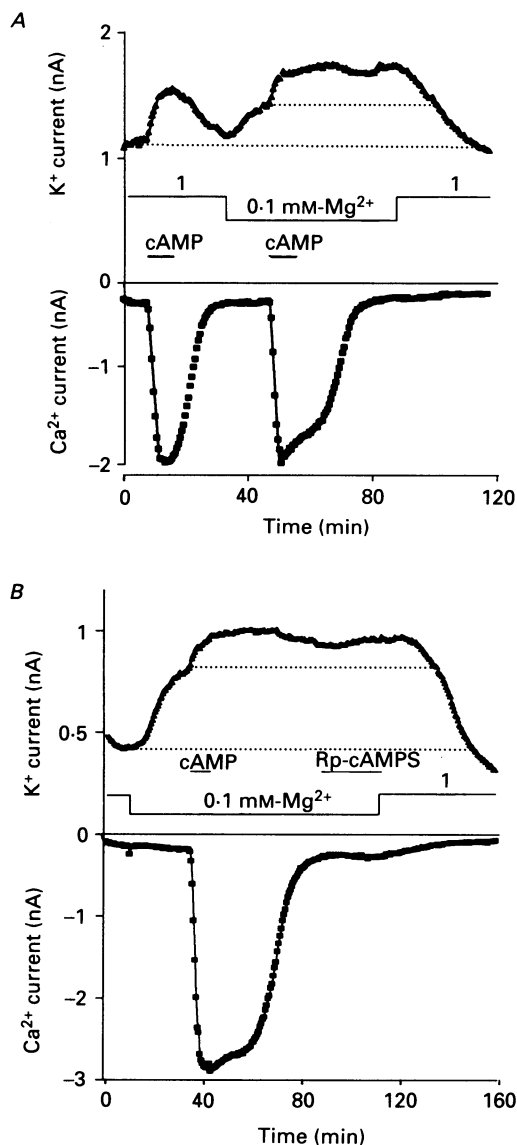 A
2
K⁺ current (nA)
1
1
1
0·1 mM-Mg²⁺
cAMP
cAMP
0
Ca²⁺ current (nA)
−1
−2
0
40
80
120
Time (min)
B
1
K⁺ current (nA)
0·5
cAMP
Rp-cAMPS
1
0·1 mM-Mg²⁺
0
Ca²⁺ current (nA)
−1
−2
−3
0
40
80
120
160
Time (min)